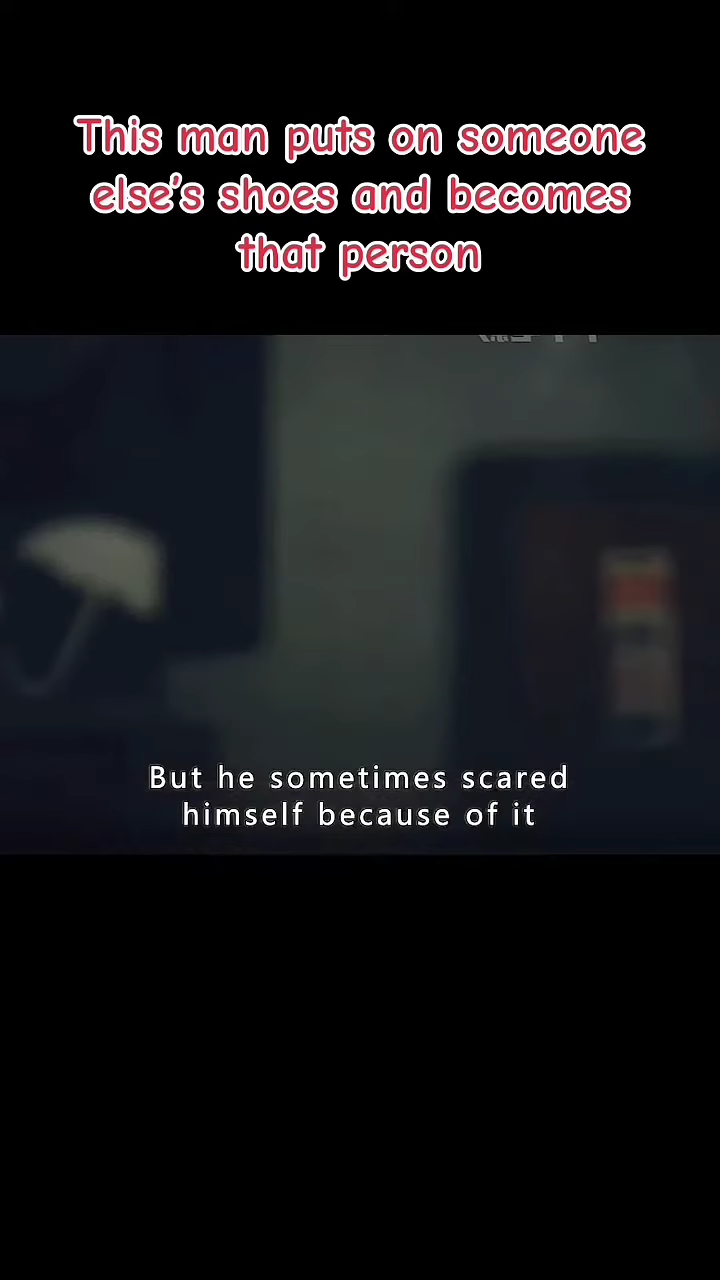 This man puts on someone
else’s shoes and becomes
that person
But he sometimes scared
himself because of it